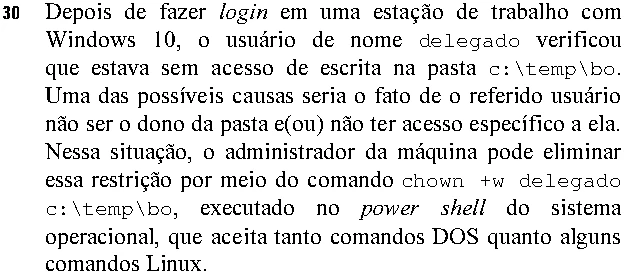 30 Depois de fazer login em uma estação de trabalho com
Windows 10, o usuário de nome delegado verificou
que estava sem acesso de escrita na pasta c:\temp\bo.
Uma das possíveis causas seria o fato de o referido usuário
não ser o dono da pasta e(ou) não ter acesso específico a ela.
Nessa situação, o administrador da máquina pode eliminar
essa restrição por meio do comando chown +w delegado
c:\temp\bo, executado no power shell do sistema
operacional, que aceita tanto comandos DOS quanto alguns
comandos Linux.